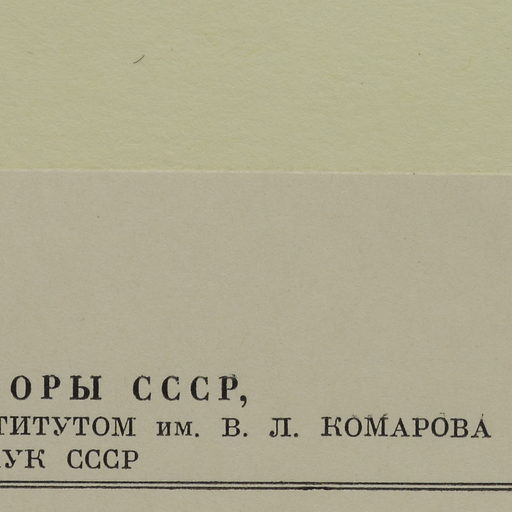 ОРЫ СССР,
ТИТУТОМ им. В. Л. КОМАРОВА
УК СССР